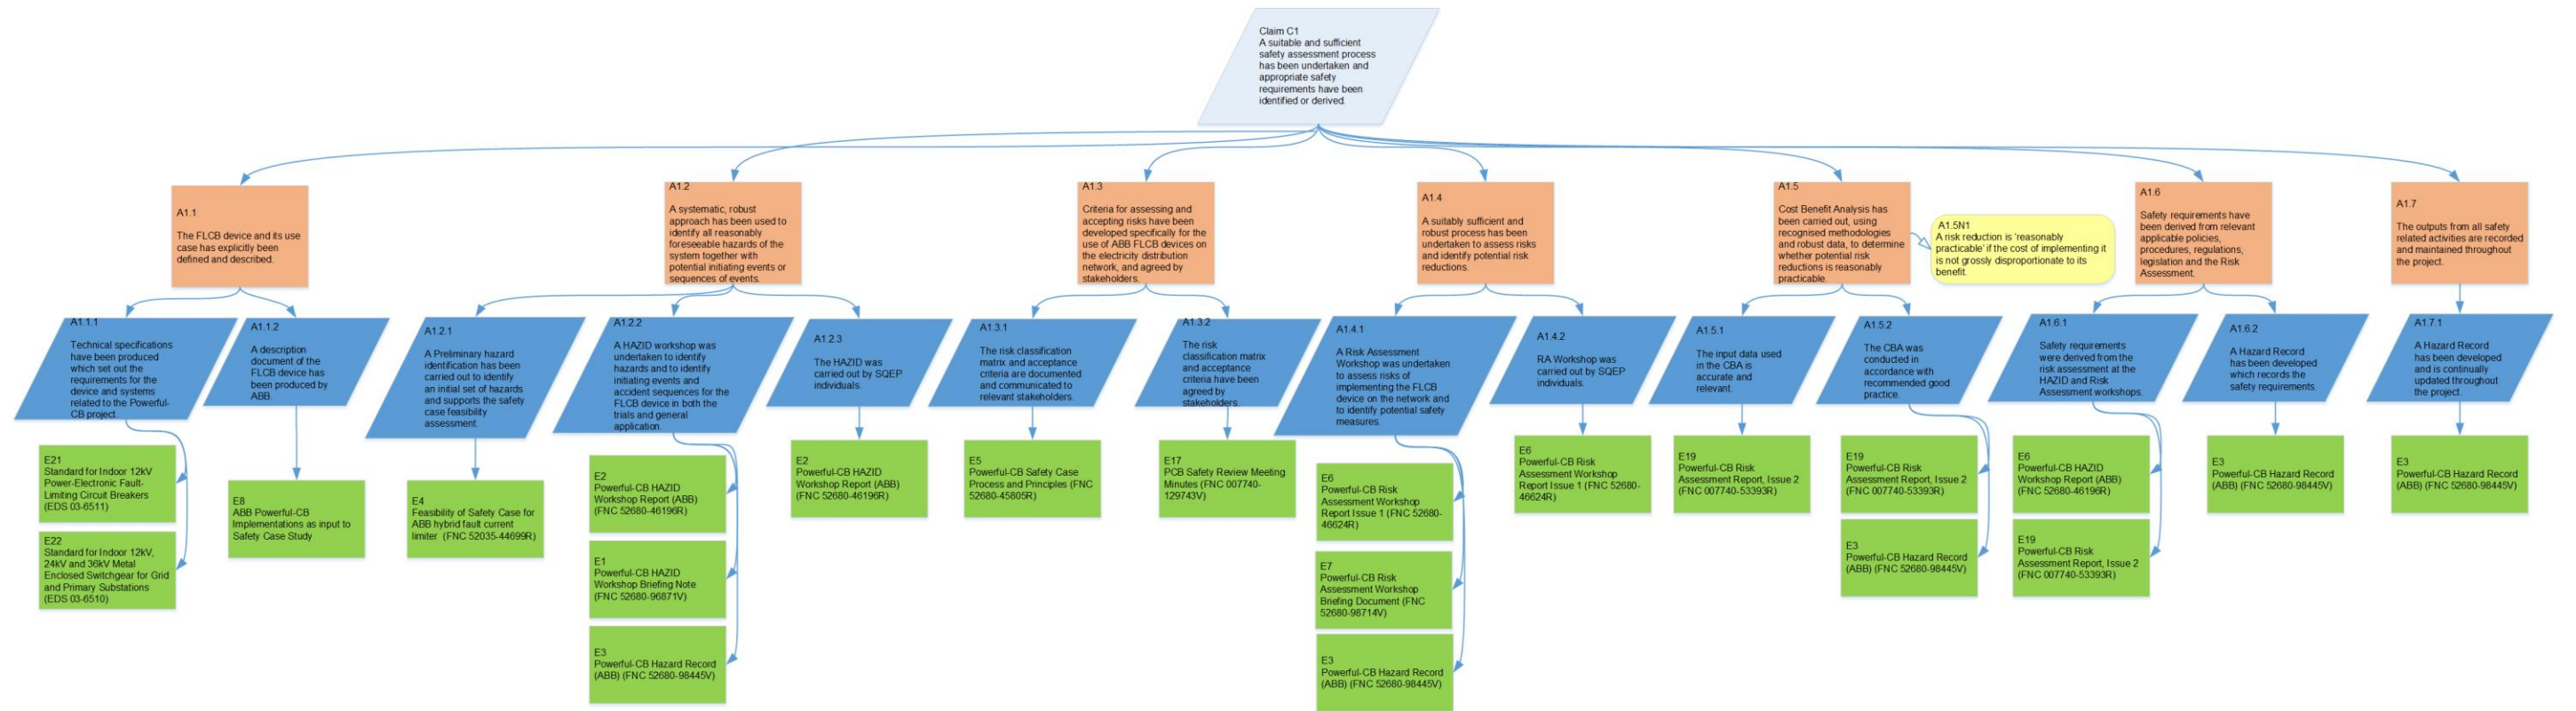 Claim C1
A suitable and sufficient
safety assessment process
has been undertaken and
appropriate safety
requirements have been
identified or derived.
A1.1
The FLCB device and its use
case has explicitly been
defined and described.
A1.2
A systematic, robust
approach has been used to
identify all reasonably
foreseeable hazards of the
system together with
potential initiating events or
sequences of events.
A1.3
Criteria for assessing and
accepting risks have been
developed specifically for the
use of ABB FLCB devices on
the electricity distribution
network, and agreed by
stakeholders.
A1.4
A suitably sufficient and
robust process has been
undertaken to assess risks
and identify potential risk
reductions.
A1.5
Cost Benefit Analysis has
been carried out, using
recognised methodologies
and robust data, to determine
whether potential risk
reductions is reasonably
practicable.
A1.5N1
A risk reduction is 'reasonably
practicable' if the cost of implementing it
is not grossly disproportionate to its
benefit.
A1.6
Safety requirements have
been derived from relevant
applicable policies,
procedures, regulations,
legislation and the Risk
Assessment.
A1.7
The outputs from all safety
related activities are recorded
and maintained throughout
the project.
A1.1.1
Technical specifications
have been produced
which set out the
requirements for the
device and systems
related to the Powerful-
CB project.
A1.1.2
A description
document of the
FLCB device has
been produced by
ABB.
A1.2.1
A Preliminary hazard
identification has been
carried out to identify
an initial set of hazards
and supports the safety
case feasibility
assessment.
A1.2.2
A HAZID workshop was
undertaken to identify
hazards and to identify
initiating events and
accident sequences for the
FLCB device in both the
trials and general
application.
A1.2.3
The HAZID was
carried out by SQEP
individuals.
A1.3.1
The risk classification
matrix and acceptance
criteria are documented
and communicated to
relevant stakeholders.
A1.3.2
The risk
classification matrix
and acceptance
criteria have been
agreed by
stakeholders.
A1.4.1
A Risk Assessment
Workshop was undertaken
to assess risks of
implementing the FLCB
device on the network and
to identify potential safety
measures.
A1.4.2
RA Workshop was
carried out by SQEP
individuals.
A1.5.1
The input data used
in the CBA is
accurate and
relevant.
A1.5.2
The CBA was
conducted in
accordance with
recommended good
practice.
A1.6.1
Safety requirements
were derived from the
risk assessment at the
HAZID and Risk
Assessment workshops.
A1.6.2
A Hazard Record
has been developed
which records the
safety requirements.
A1.7.1
A Hazard Record
has been developed
and is continually
updated throughout
the project.
E21
Standard for Indoor 12kV
Power-Electronic Fault-
Limiting Circuit Breakers
(EDS 03-6511)
E22
Standard for Indoor 12kV,
24kV and 36kV Metal
Enclosed Switchgear for Grid
and Primary Substations
(EDS 03-6510)
E8
ABB Powerful-CB
Implementations as input to
Safety Case Study
E4
Feasibility of Safety Case for
ABB hybrid fault current
limiter (FNC 52035-44699R)
E2
Powerful-CB HAZID
Workshop Report (ABB)
(FNC 52680-46196R)
E1
Powerful-CB HAZID
Workshop Briefing Note
(FNC 52680-96871V)
E3
Powerful-CB Hazard Record
(ABB) (FNC 52680-98445V)
E2
Powerful-CB HAZID
Workshop Report (ABB)
(FNC 52680-46196R)
E5
Powerful-CB Safety Case
Process and Principles (FNC
52680-45805R)
E17
PCB Safety Review Meeting
Minutes (FNC 007740-
129743V)
E6
Powerful-CB Risk
Assessment Workshop
Report Issue 1 (FNC 52680-
46624R)
E7
Powerful-CB Risk
Assessment Workshop
Briefing Document (FNC
52680-98714V)
E3
Powerful-CB Hazard Record
(ABB) (FNC 52680-98445V)
E6
Powerful-CB Risk
Assessment Workshop
Report Issue 1 (FNC 52680-
46624R)
E19
Powerful-CB Risk
Assessment Report, Issue 2
(FNC 007740-53393R)
E19
Powerful-CB Risk
Assessment Report, Issue 2
(FNC 007740-53393R)
E3
Powerful-CB Hazard Record
(ABB) (FNC 52680-98445V)
E6
Powerful-CB HAZID
Workshop Report (ABB)
(FNC 52680-46196R)
E19
Powerful-CB Risk
Assessment Report, Issue 2
(FNC 007740-53393R)
E3
Powerful-CB Hazard Record
(ABB) (FNC 52680-98445V)
E3
Powerful-CB Hazard Record
(ABB) (FNC 52680-98445V)